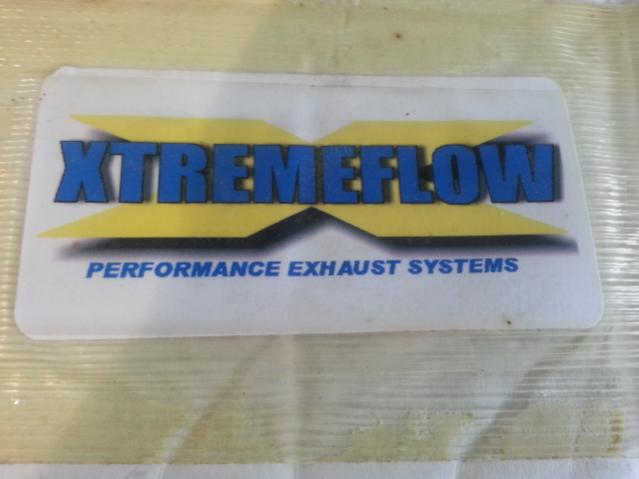 XTREMEFLOW
PERFORMANCE EXHAUST SYSTEMS